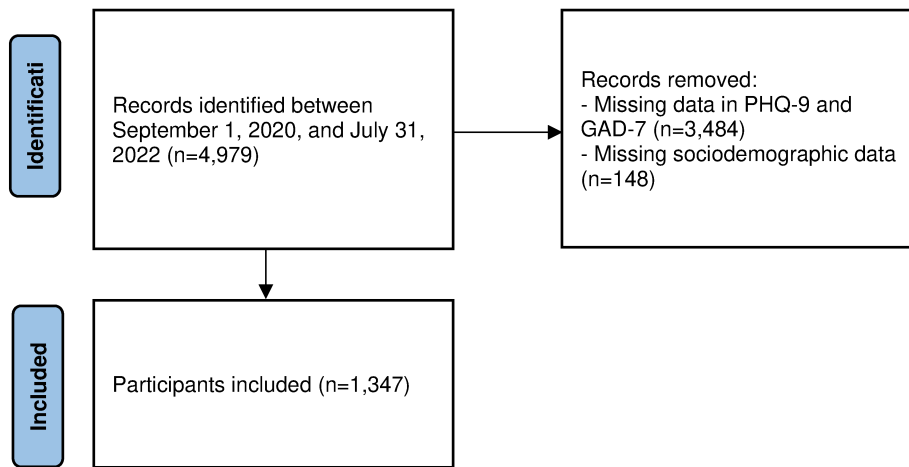 Identificati
Records identified between
September 1, 2020, and July 31,
2022 (n=4,979)
Records removed:
- Missing data in PHQ-9 and
GAD-7 (n=3,484)
- Missing sociodemographic data
(n=148)
Included
Participants included (n=1,347)